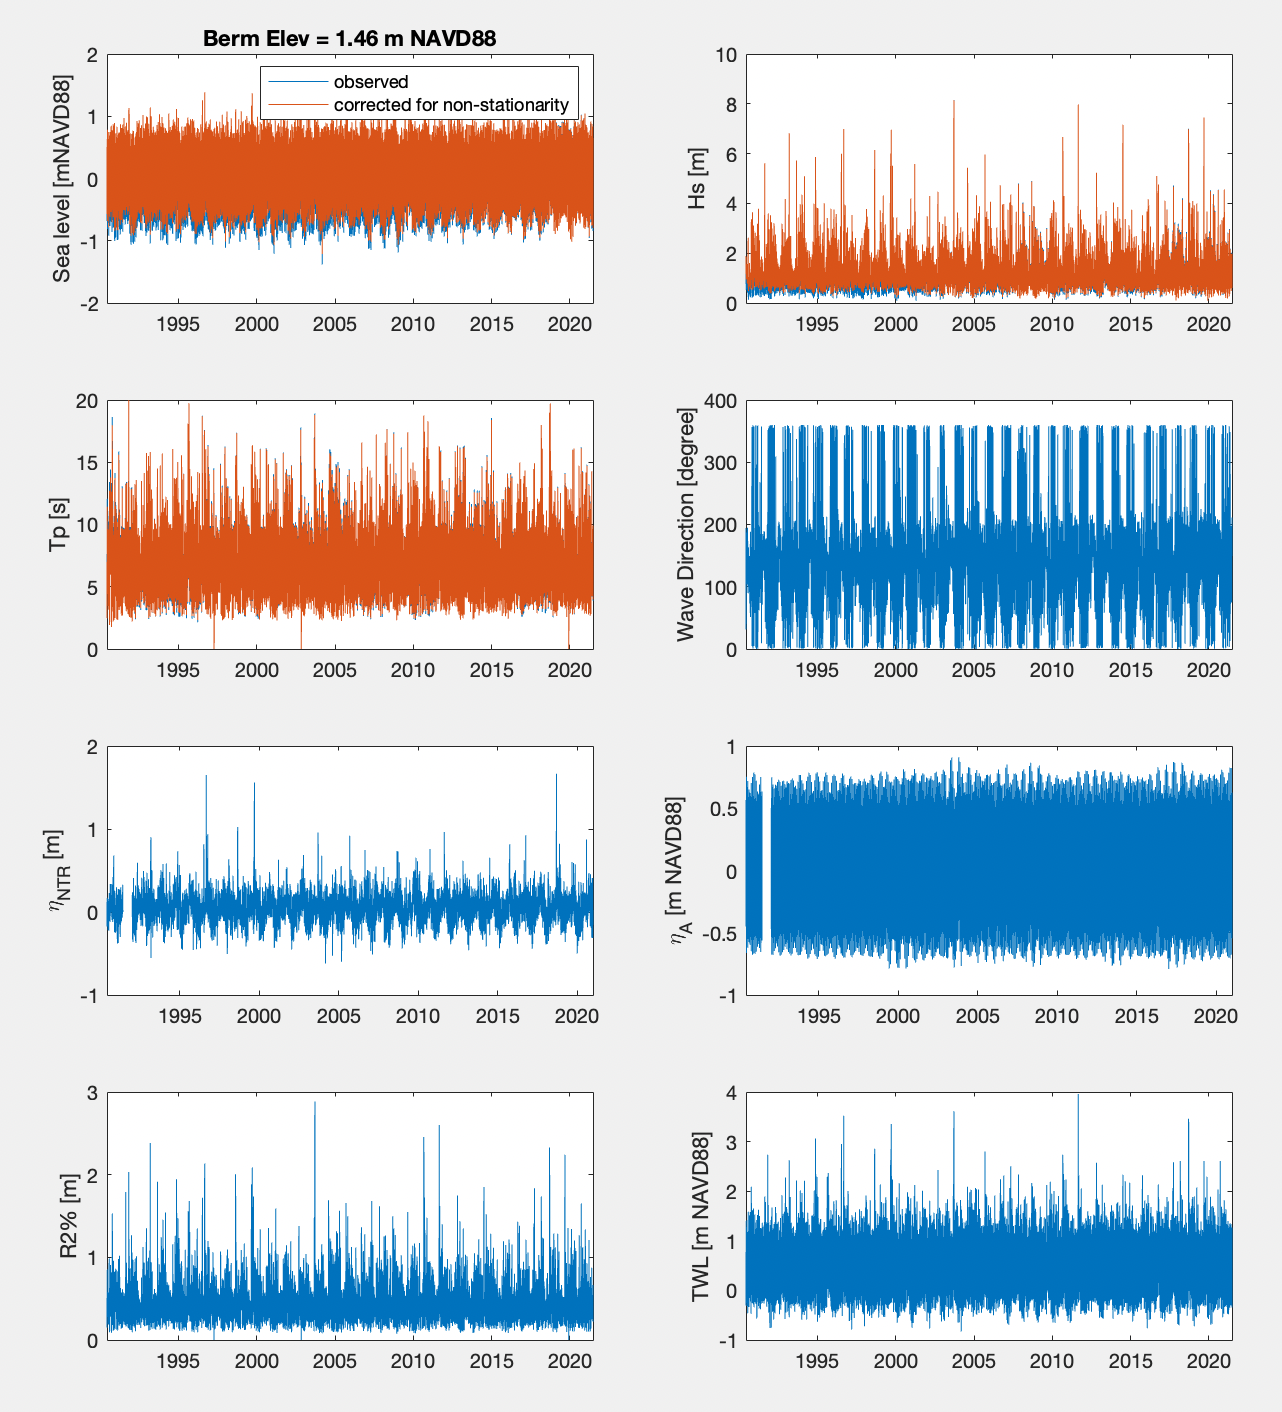 Berm Elev = 1.46 m NAVD88
Sea level [mNAVD88]
2
1
0
-1
-2
observed
corrected for non-stationarity
1995 2000 2005 2010 2015 2020
Hs [m]
10
8
6
4
2
0
1995 2000 2005 2010 2015 2020
Tp [s]
20
15
10
5
0
1995 2000 2005 2010 2015 2020
Wave Direction [degree]
400
300
200
100
0
1995 2000 2005 2010 2015 2020
η_NTR [m]
2
1
0
-1
1995 2000 2005 2010 2015 2020
η_A [m NAVD88]
1
0.5
0
-0.5
-1
1995 2000 2005 2010 2015 2020
R2% [m]
3
2
1
0
1995 2000 2005 2010 2015 2020
TWL [m NAVD88]
4
3
2
1
0
-1
1995 2000 2005 2010 2015 2020